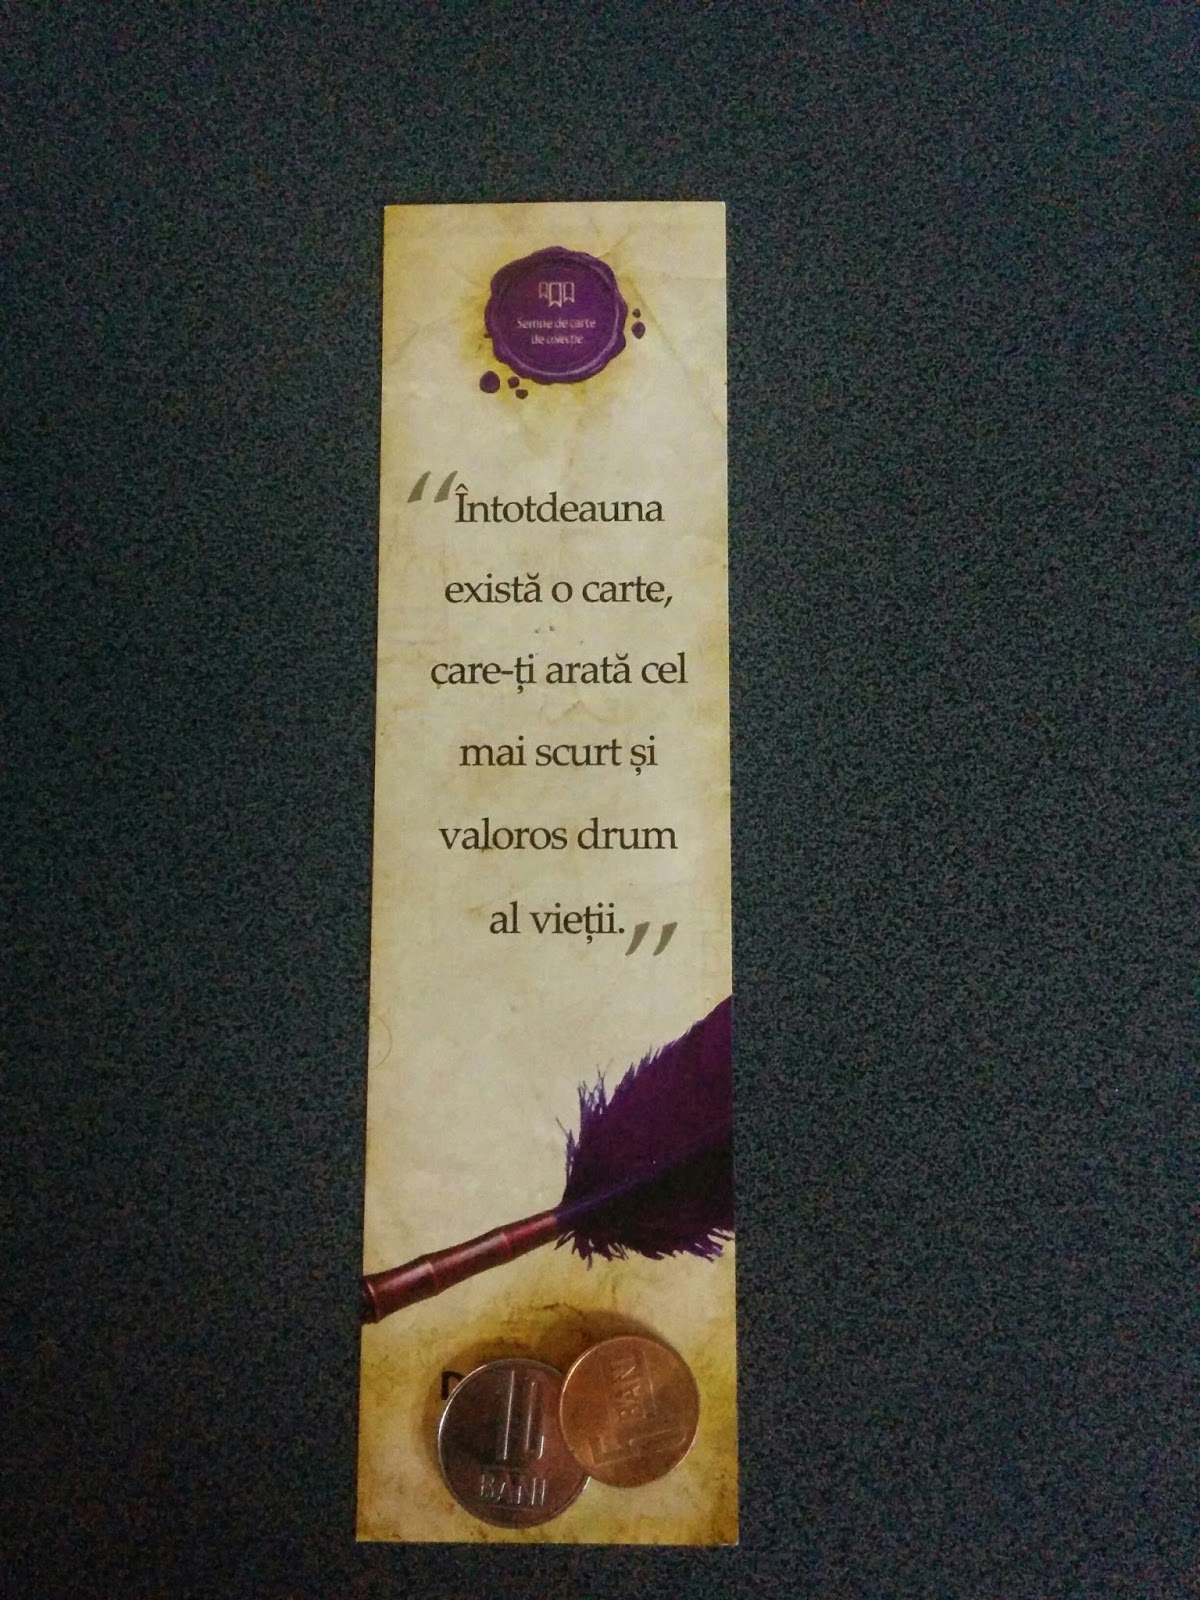 Semne de carte
de colecție
“Întotdeauna
există o carte,
care-ți arată cel
mai scurt și
valoros drum
al vieții.”
10
BANI
BANI